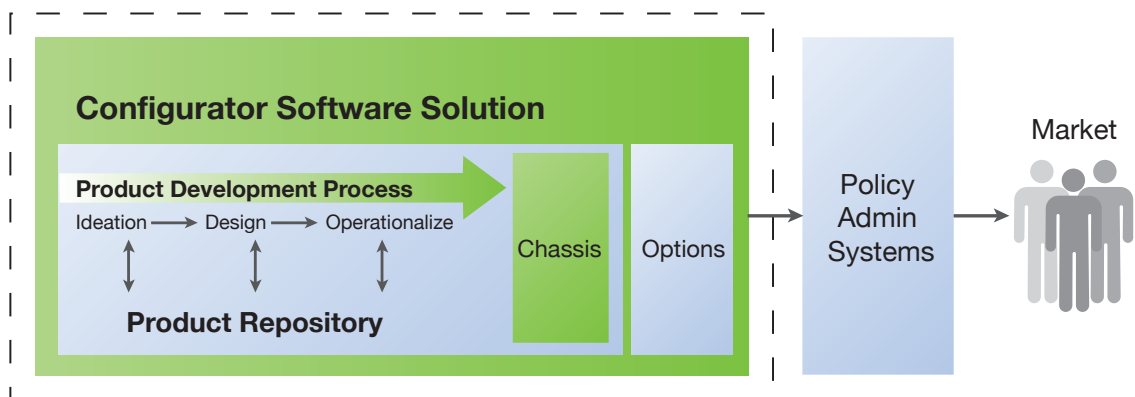 Configurator Software Solution
Market
Product Development Process
Ideation
Design
Operationalize
Product Repository
Chassis
Options
Policy
Admin
Systems